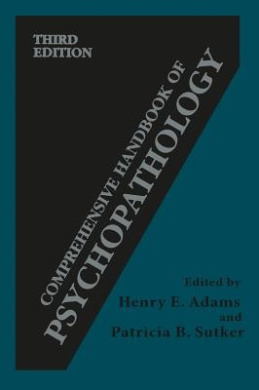 THIRD
EDITION
COMPREHENSIVE HANDBOOK OF
PSYCHOPATHOLOGY
Edited by
Henry E. Adams
and
Patricia B. Sutker